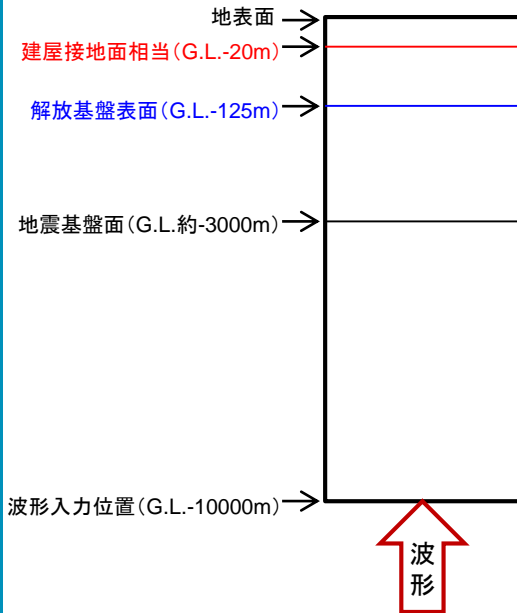 地表面
建屋接地面相当(G.L.-20m)
解放基盤表面(G.L.-125m)
地震基盤面(G.L.約-3000m)
波形入力位置(G.L.-10000m)
波
形